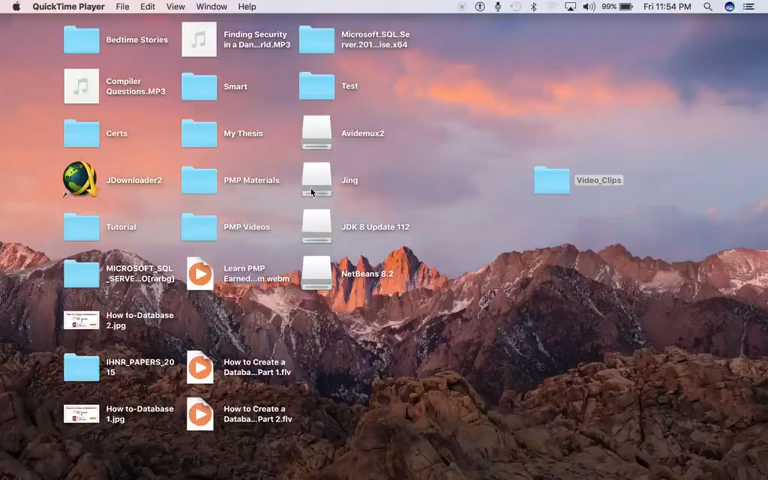 QuickTime Player File Edit View Window Help 99% Fri 11:54 PM
Bedtime Stories
Finding Security
in a Dan...rld.MP3
Microsoft.SQL.Se
rver.201...ise.x64
Compiler
Questions.MP3
Smart
Test
Certs
My Thesis
Avidemux2
JDownloader2
PMP Materials
Jing
Video_Clips
Tutorial
PMP Videos
JDK 8 Update 112
MICROSOFT_SQL
_SERVE...O[rarbg]
Learn PMP
Earned...m.webm
NetBeans 8.2
How to-Database
2.jpg
IHNR_PAPERS_20
15
How to Create a
Databa...Part 1.flv
How to-Database
1.jpg
How to Create a
Databa...Part 2.flv